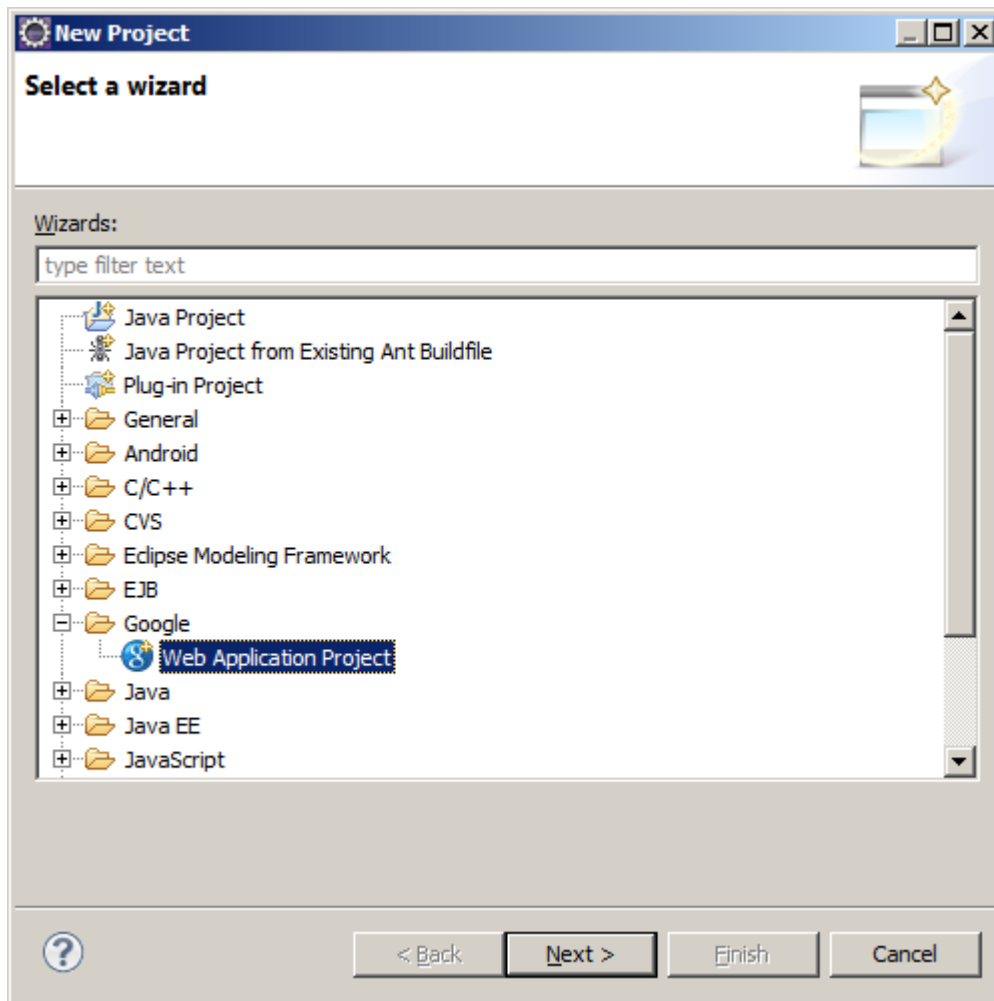 New Project
Select a wizard
Wizards:
type filter text
Java Project
Java Project from Existing Ant Buildfile
Plug-in Project
General
Android
C/C++
CVS
Eclipse Modeling Framework
EJB
Google
Web Application Project
Java
Java EE
JavaScript
? < Back Next > Finish Cancel